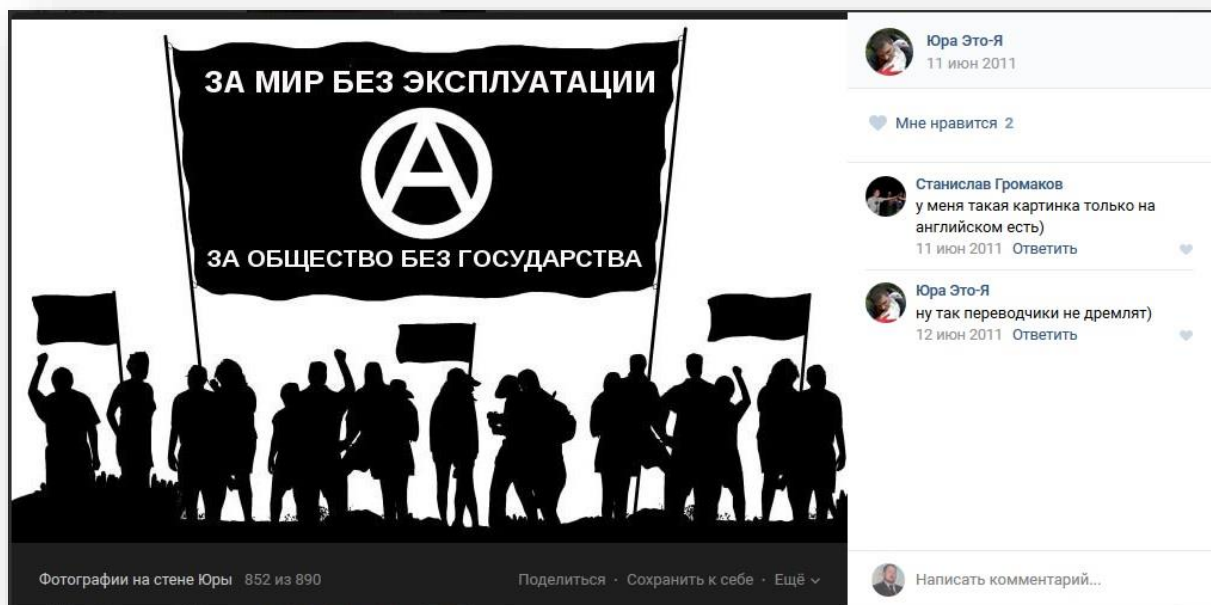 ЗА МИР БЕЗ ЭКСПЛУАТАЦИИ
А
ЗА ОБЩЕСТВО БЕЗ ГОСУДАРСТВА
Фотографии на стене Юры 852 из 890
Поделиться · Сохранить к себе · Ещё
Юра Это-Я
11 июн 2011
Мне нравится 2
Станислав Громаков
у меня такая картинка только на
английском есть)
11 июн 2011 Ответить
Юра Это-Я
ну так переводчики не дремлят)
12 июн 2011 Ответить
Написать комментарий...